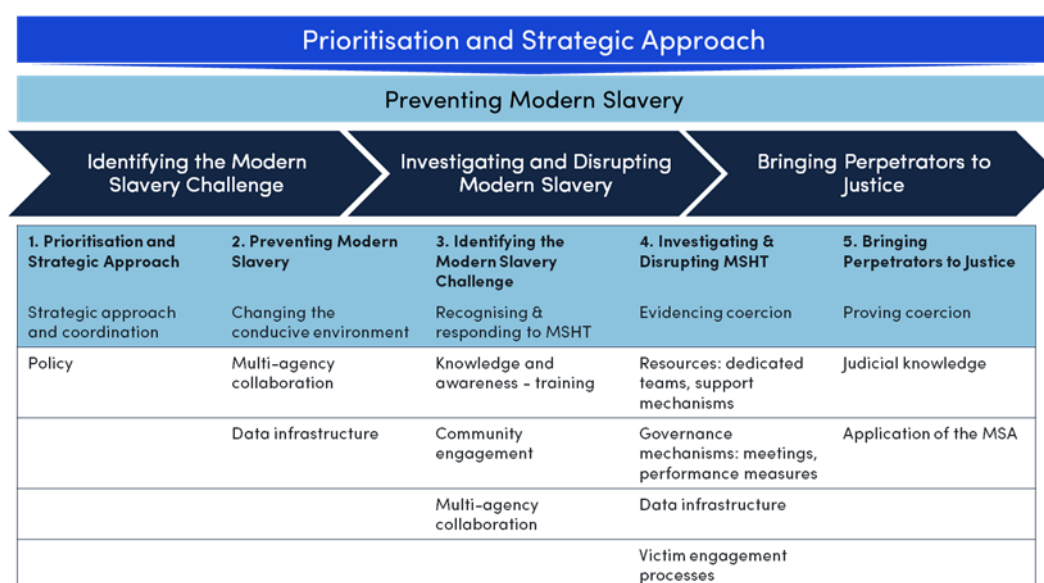 Prioritisation and Strategic Approach
Preventing Modern Slavery
Identifying the Modern
Slavery Challenge
Investigating and Disrupting
Modern Slavery
Bringing Perpetrators to
Justice
1. Prioritisation and
Strategic Approach
2. Preventing Modern
Slavery
3. Identifying the
Modern Slavery
Challenge
4. Investigating &
Disrupting MSHT
5. Bringing
Perpetrators to Justice
Strategic approach
and coordination
Changing the
conducive environment
Recognising &
responding to MSHT
Evidencing coercion
Proving coercion
Policy
Multi-agency
collaboration
Knowledge and
awareness - training
Resources: dedicated
teams, support
mechanisms
Judicial knowledge
Data infrastructure
Community
engagement
Governance
mechanisms: meetings,
performance measures
Application of the MSA
Multi-agency
collaboration
Data infrastructure
Victim engagement
processes